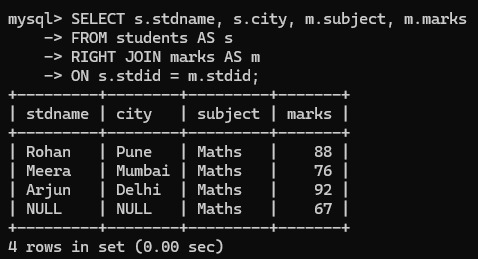 mysql> SELECT s.stdname, s.city, m.subject, m.marks
    -> FROM students AS s
    -> RIGHT JOIN marks AS m
    -> ON s.stdid = m.stdid;
+---------+--------+---------+-------+
| stdname | city   | subject | marks |
+---------+--------+---------+-------+
| Rohan   | Pune   | Maths   |    88 |
| Meera   | Mumbai | Maths   |    76 |
| Arjun   | Delhi  | Maths   |    92 |
| NULL    | NULL   | Maths   |    67 |
+---------+--------+---------+-------+
4 rows in set (0.00 sec)